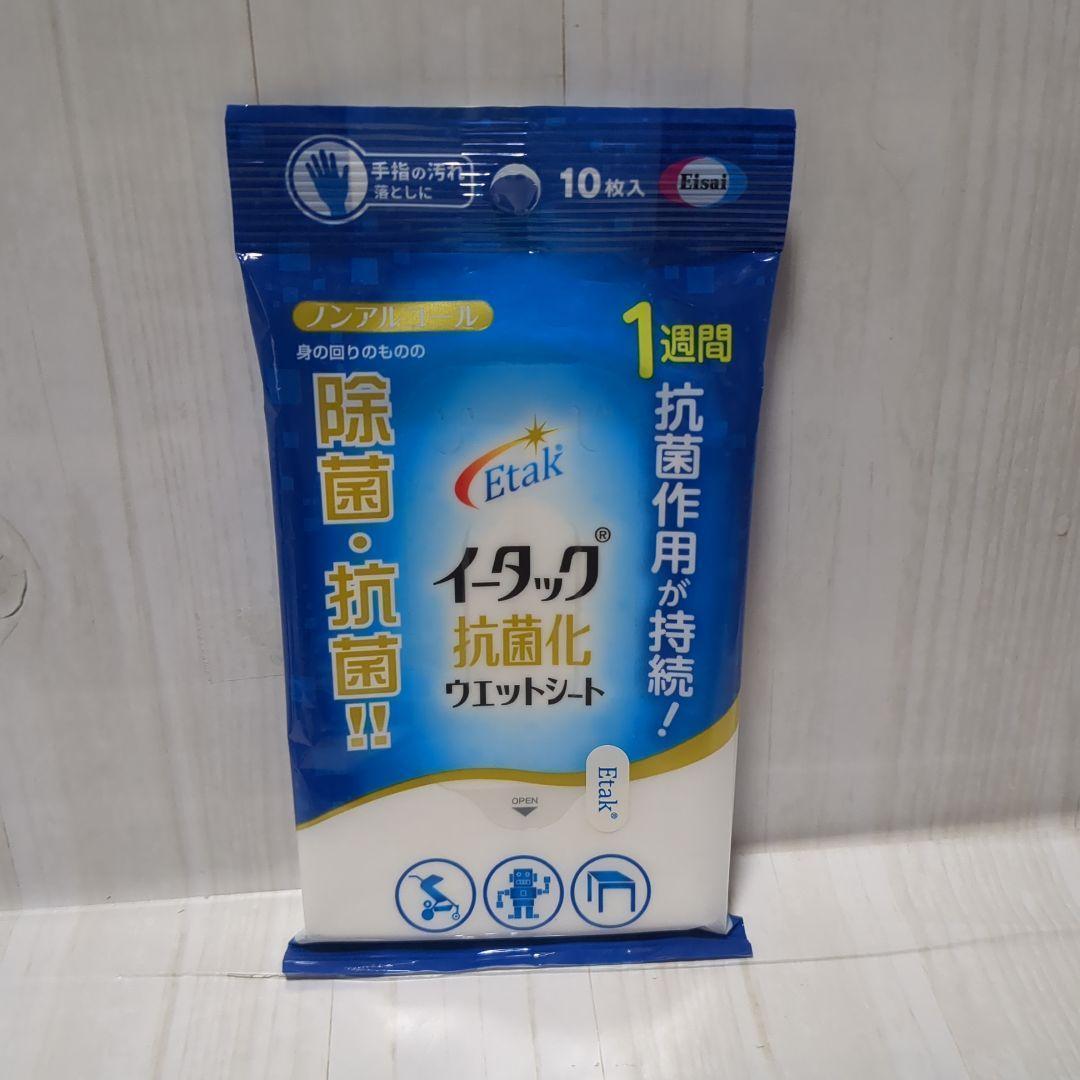 手指の汚れ
落としに
10枚入
Eisai
ノンアルコール
身の回りのものの
除菌・抗菌!!
1週間
抗菌作用が持続!
Etak
イータック®
抗菌化
ウエットシート
OPEN
Etak®